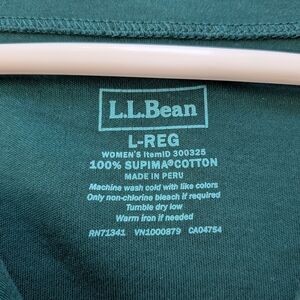 L.L.Bean
L-REG
WOMEN'S ItemID 300325
100% SUPIMA®COTTON
MADE IN PERU
Machine wash cold with like colors
Only non-chlorine bleach if required
Tumble dry low
Warm iron if needed
RN71341 VN1000879 CA04754